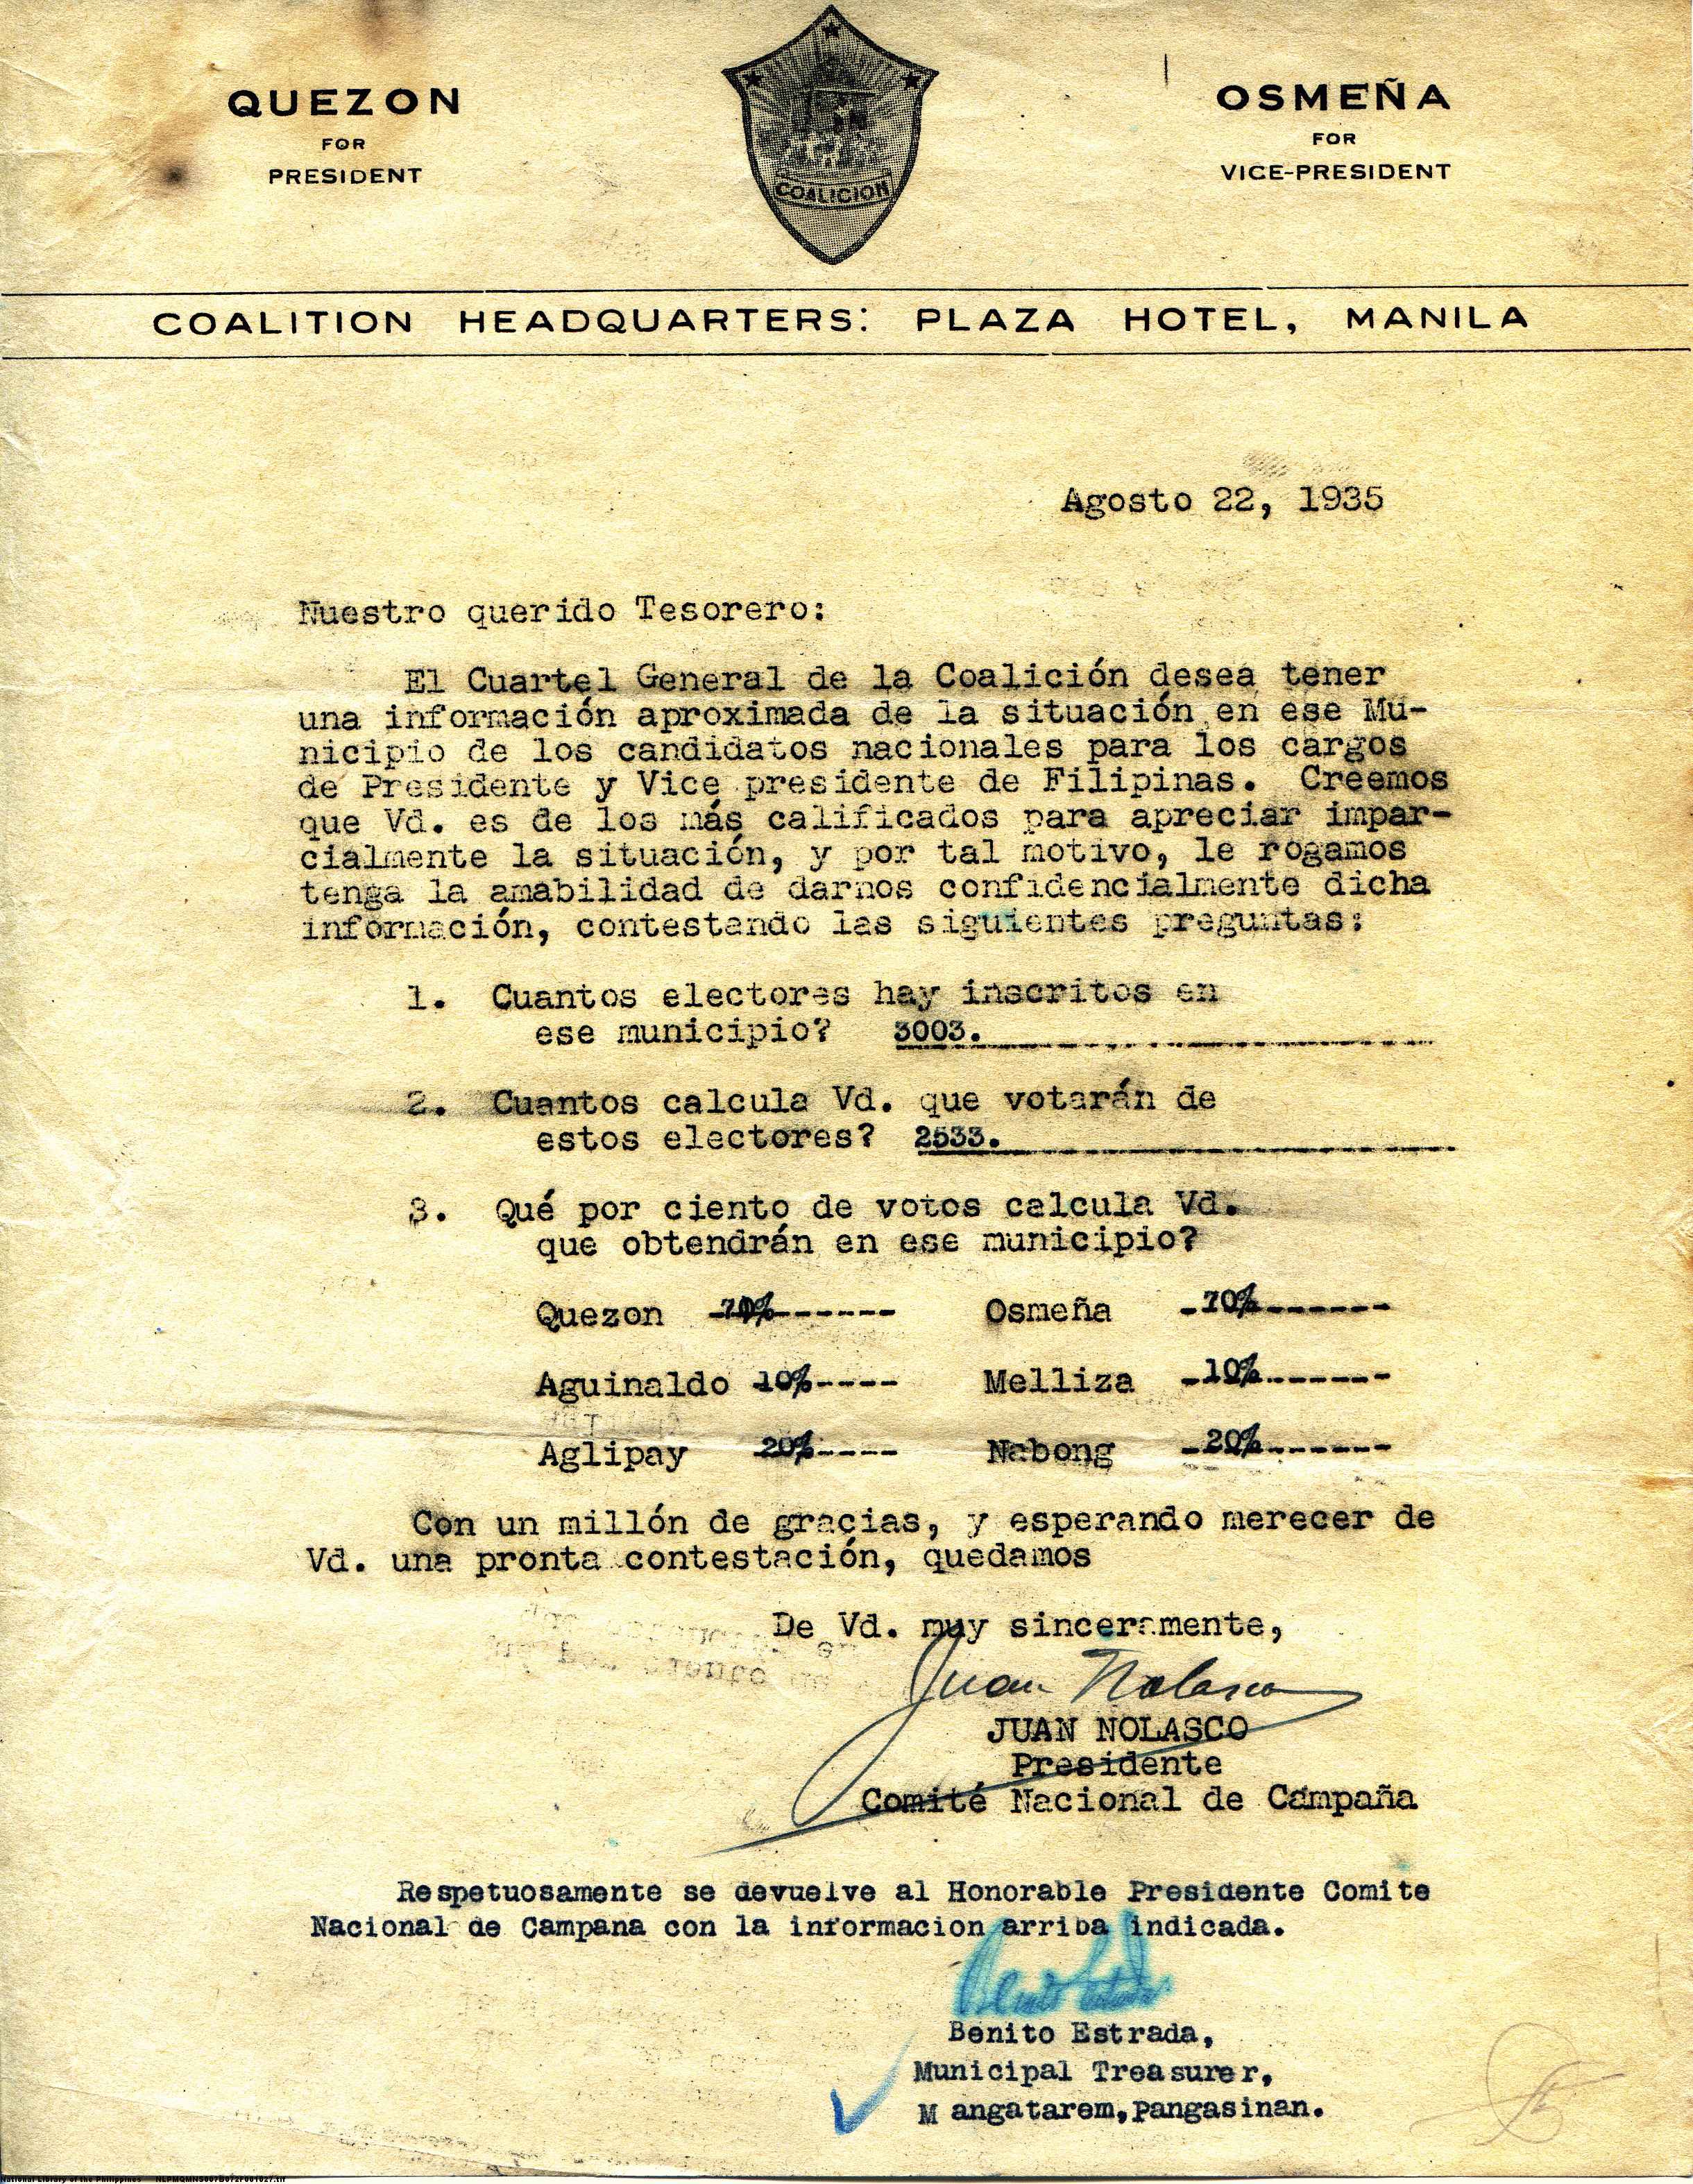 QUEZON
FOR
PRESIDENT
COALICION
OSMEÑA
FOR
VICE-PRESIDENT
COALITION HEADQUARTERS: PLAZA HOTEL, MANILA
Agosto 22, 1935
Nuestro querido Tesorero:
El Cuartel General de la Coalición desea tener
una información aproximada de la situación en ese Mu-
nicipio de los candidatos nacionales para los cargos
de Presidente y Vice presidente de Filipinas. Creemos
que Vd. es de los más calificados para apreciar impar-
cialmente la situación, y por tal motivo, le rogamos
tenga la amabilidad de darnos confidencialmente dicha
información, contestando las siguientes preguntas:
1. Cuantos electores hay inscritos en
ese municipio? 3003.
2. Cuantos calcula Vd. que votarán de
estos electores? 2533.
3. Qué por ciento de votos calcula Vd.
que obtendrán en ese municipio?
Quezon -70%------ Osmeña -70%-------
Aguinaldo 10%---- Melliza -10%-------
Aglipay 20%---- Nabong -20%-------
Con un millón de gracias, y esperando merecer de
Vd. una pronta contestación, quedamos
De Vd. muy sinceramente,
Juan Nolasco
JUAN NOLASCO
Presidente
Comité Nacional de Campaña
Respetuosamente se devuelve al Honorable Presidente Comite
Nacional de Campana con la informacion arriba indicada.
Benito Estrada
Benito Estrada,
Municipal Treasurer,
M angatarem,Pangasinan.